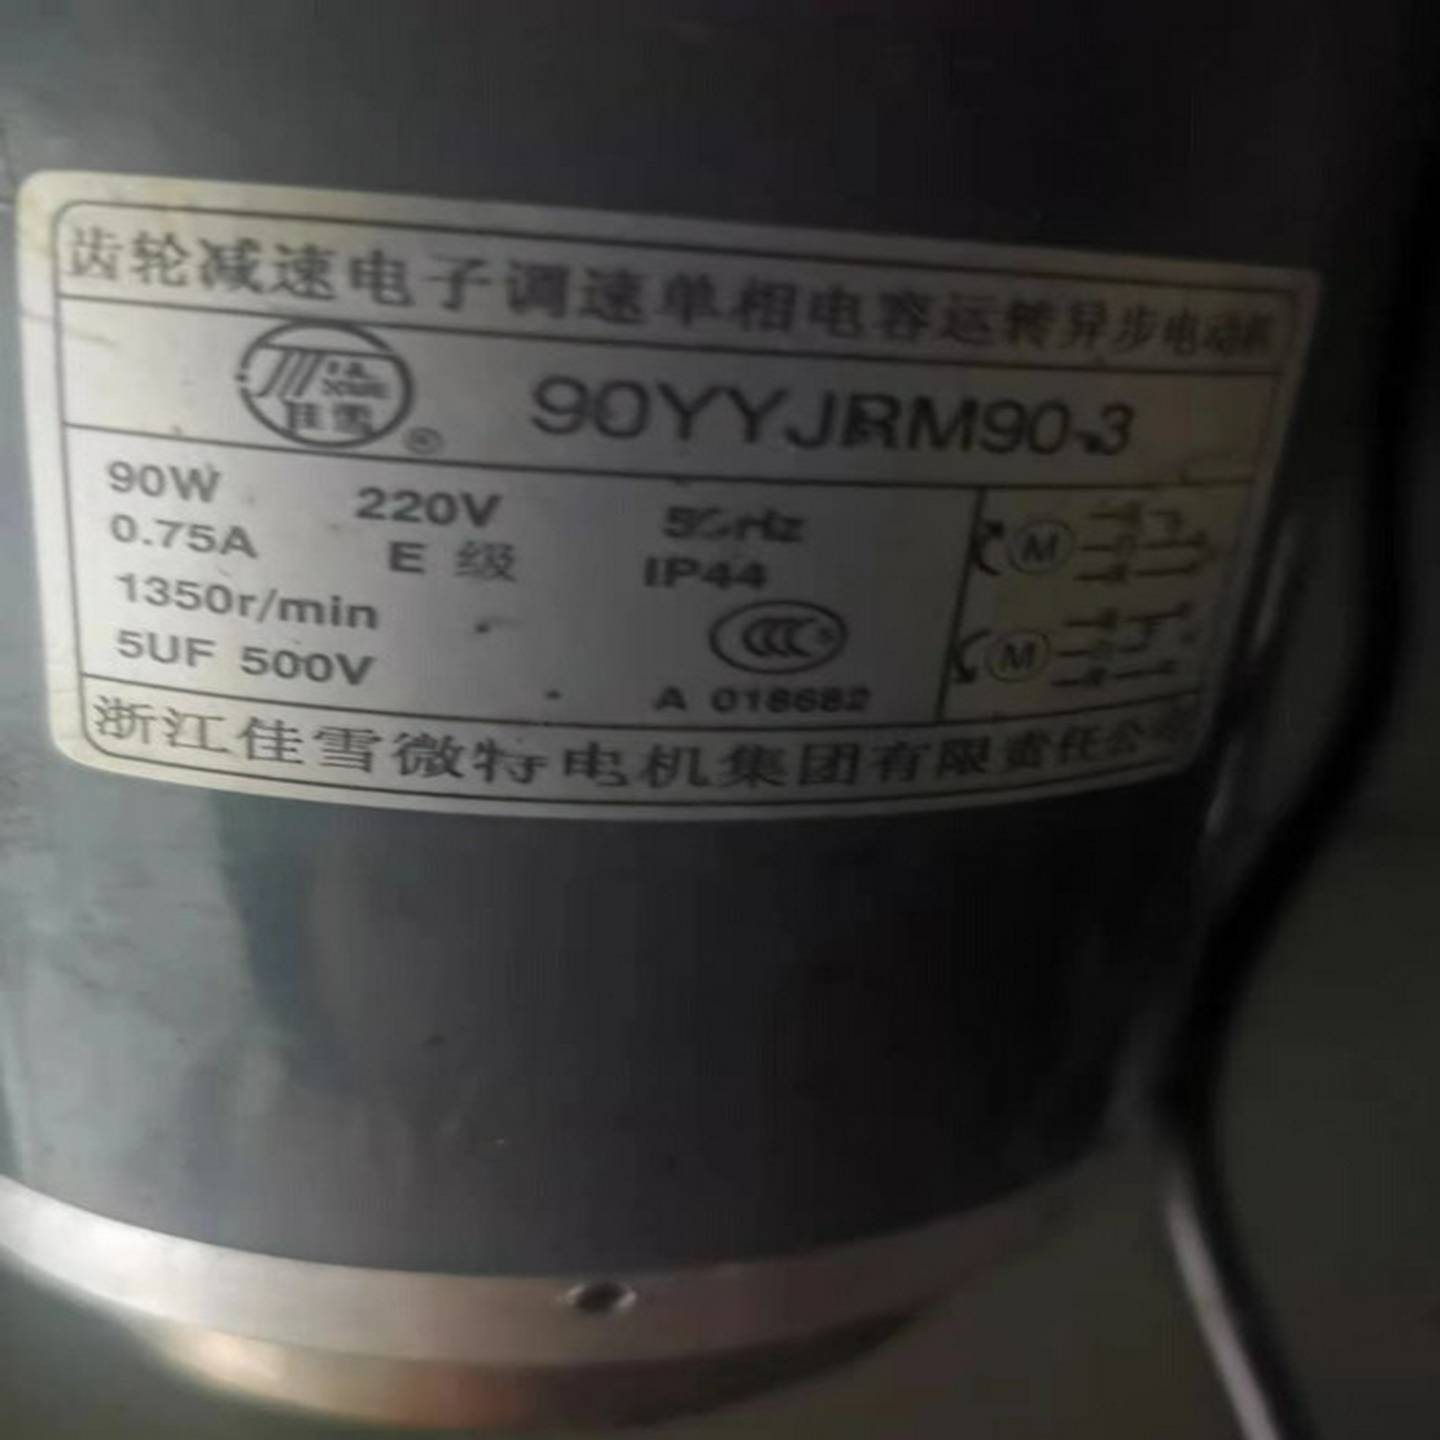 齿轮减速电子调速单相电容运转异步电动机
佳雪 ®
90YYJRM90-3
90W 220V 50Hz
0.75A E 级 IP44
1350r/min
5UF 500V
CCC S
A 018682
M
M
浙江佳雪微特电机集团有限责任公司